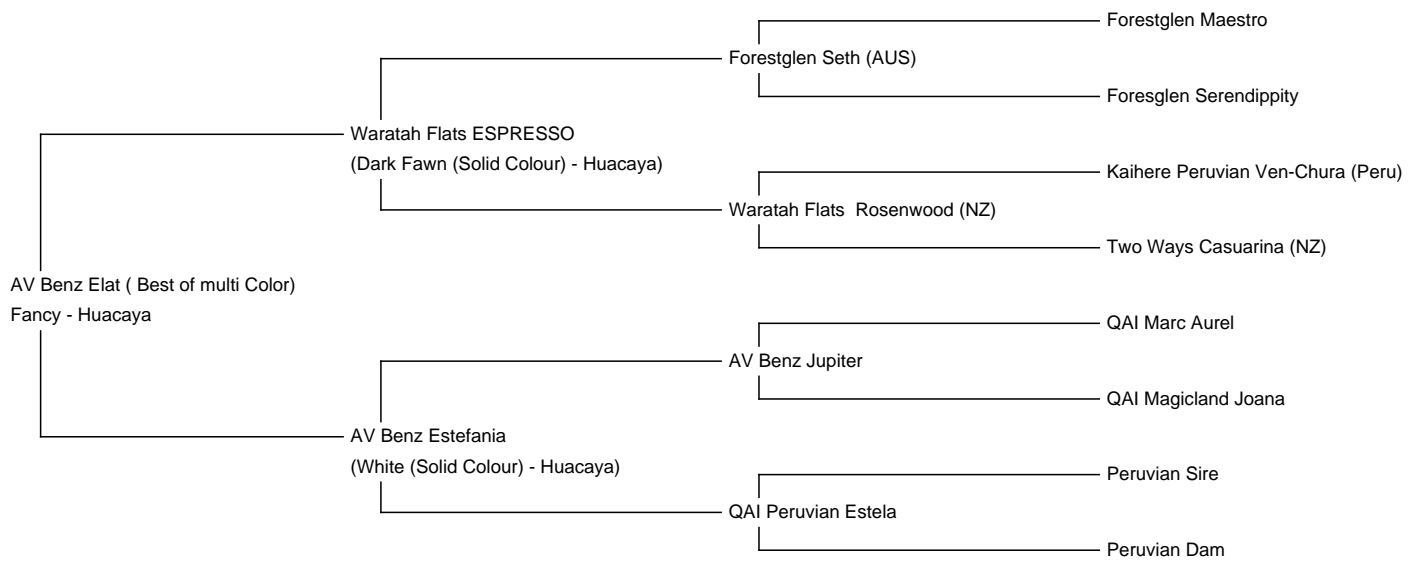 Forestglen Maestro
Forestglen Seth (AUS)
Foresglen Serendippity
Waratah Flats ESPRESSO
(Dark Fawn (Solid Colour) - Huacaya)
Kaihere Peruvian Ven-Chura (Peru)
Waratah Flats  Rosenwood (NZ)
Two Ways Casuarina (NZ)
AV Benz Elat ( Best of multi Color)
Fancy - Huacaya
QAI Marc Aurel
AV Benz Jupiter
QAI Magicland Joana
AV Benz Estefania
(White (Solid Colour) - Huacaya)
Peruvian Sire
QAI Peruvian Estela
Peruvian Dam